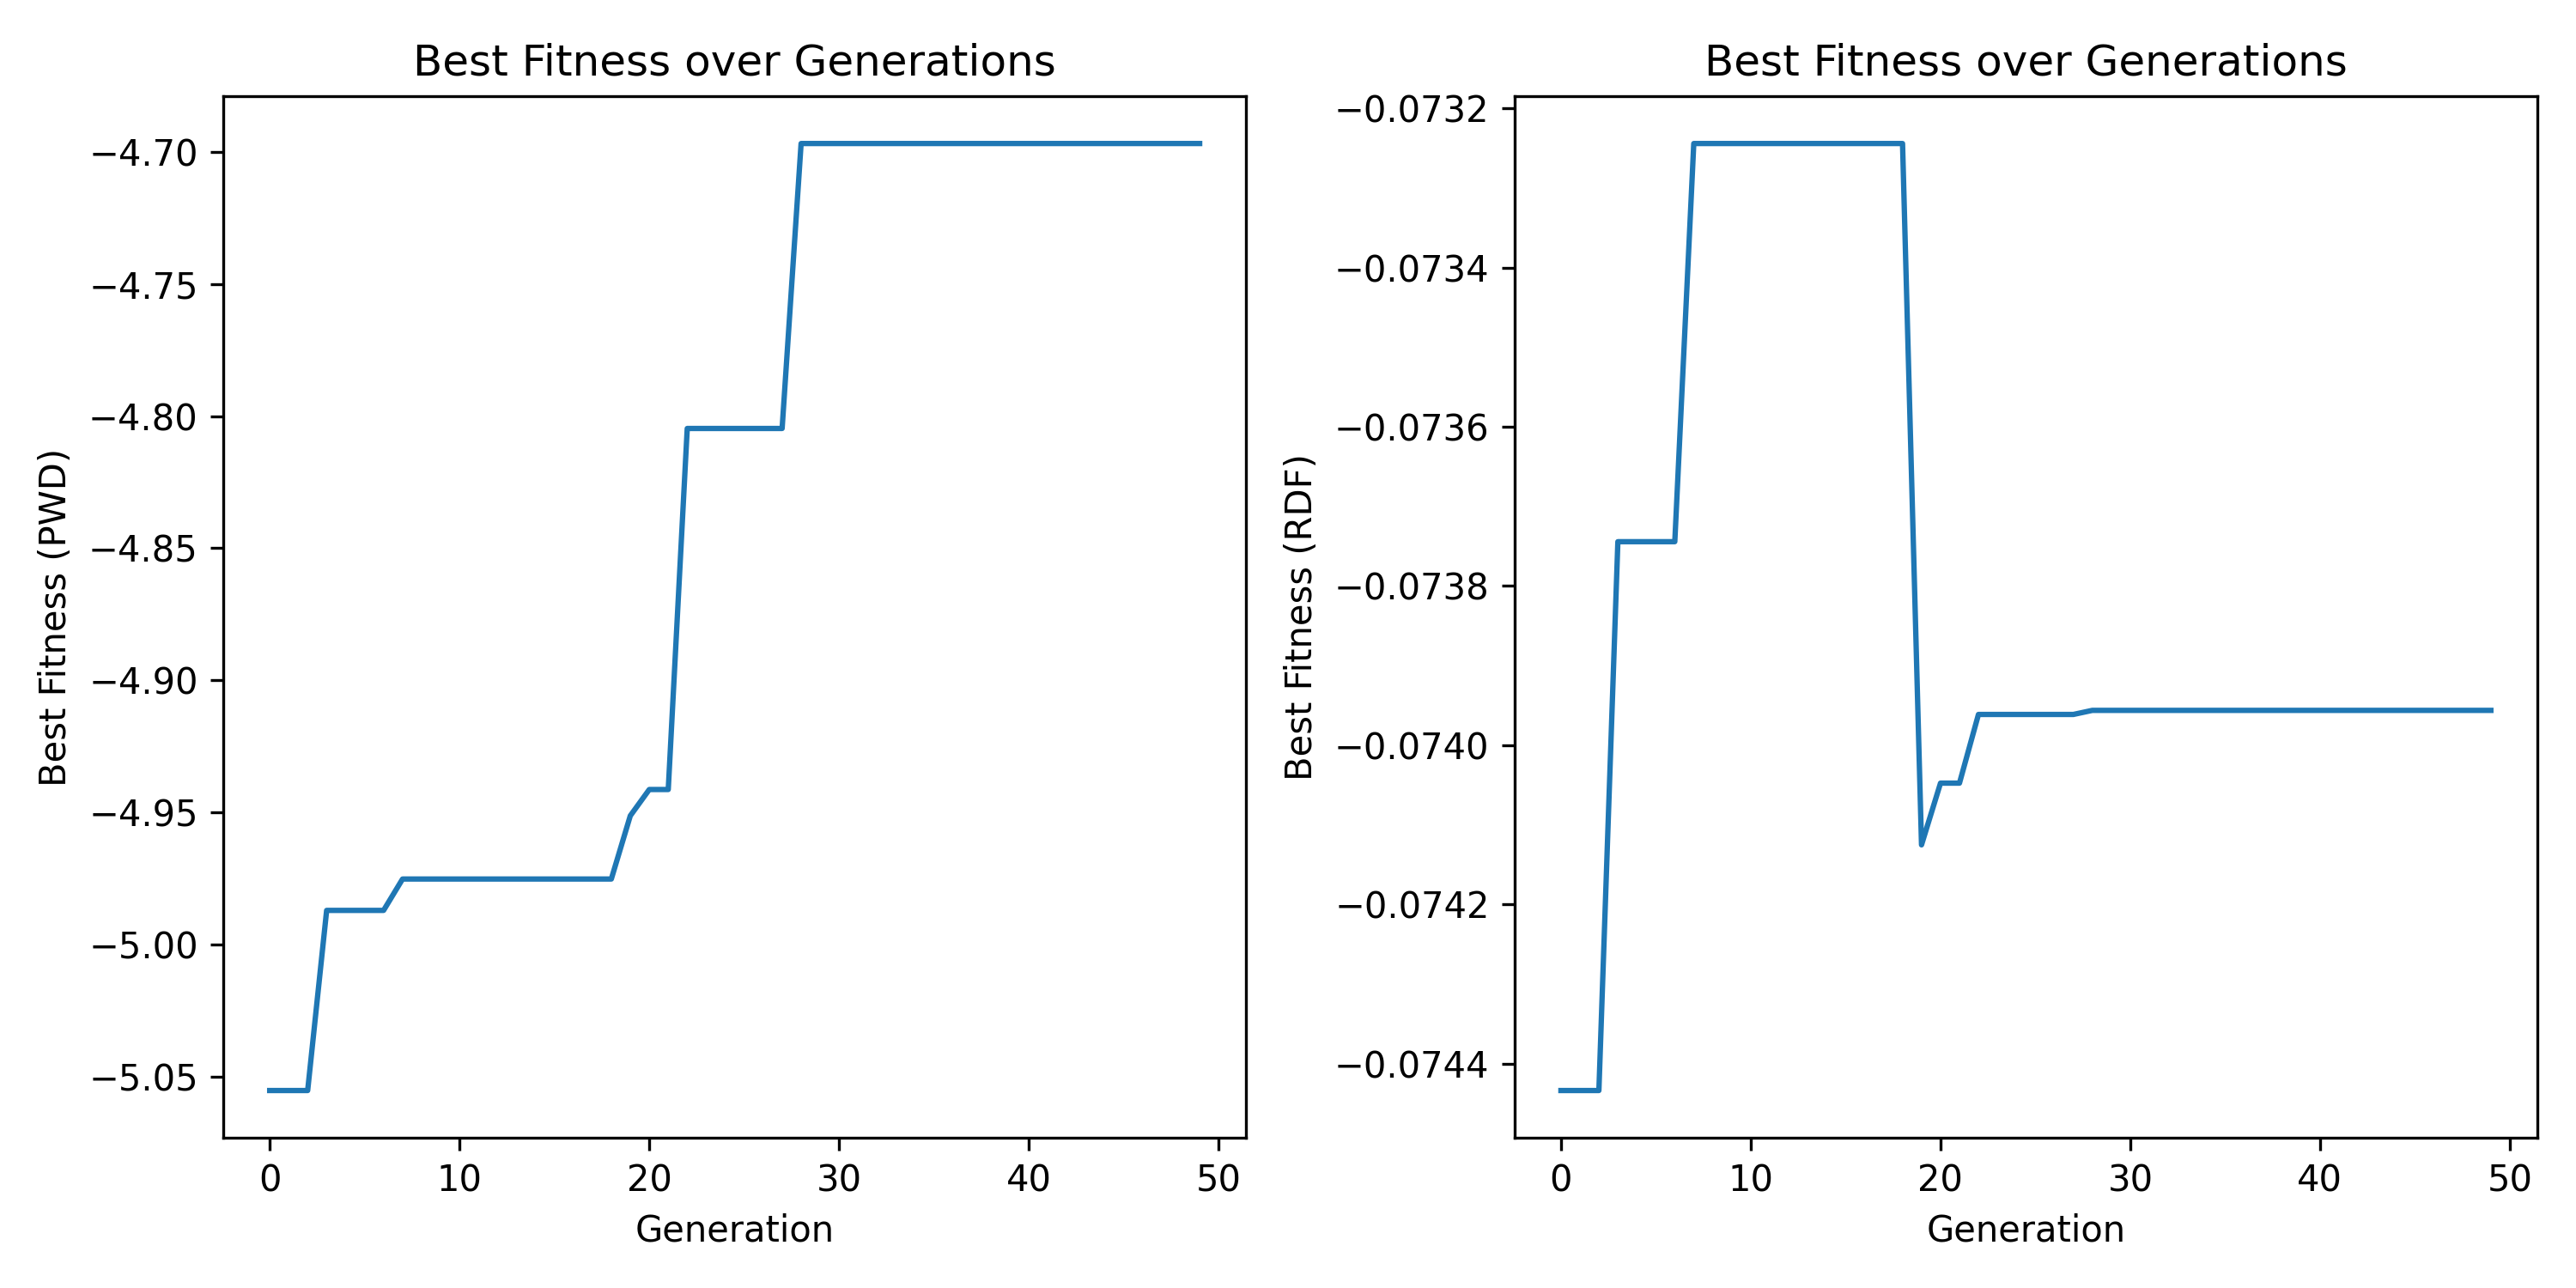 Best Fitness over Generations
Best Fitness (PWD)
−4.70
−4.75
−4.80
−4.85
−4.90
−4.95
−5.00
−5.05
0 10 20 30 40 50
Generation
Best Fitness over Generations
Best Fitness (RDF)
−0.0732
−0.0734
−0.0736
−0.0738
−0.0740
−0.0742
−0.0744
0 10 20 30 40 50
Generation